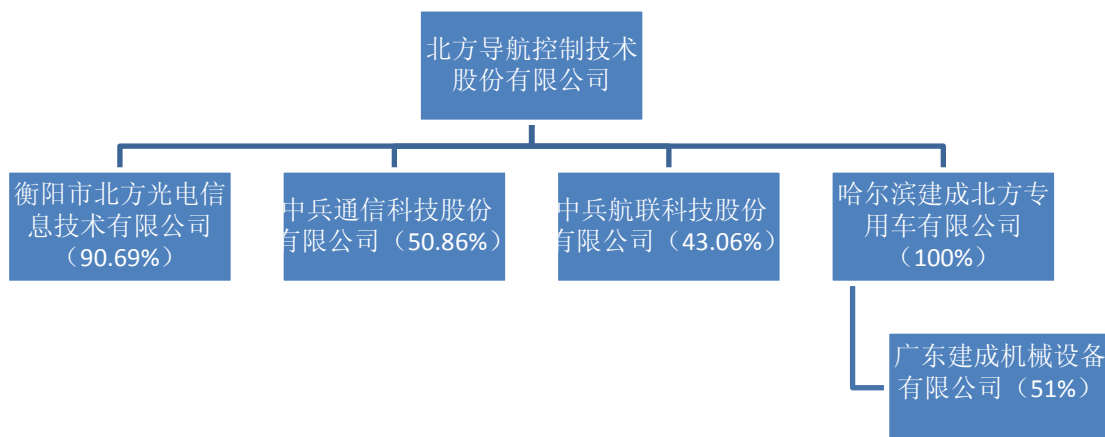 北方导航控制技术
股份有限公司
衡阳市北方光电信
息技术有限公司
（90.69%）
中兵通信科技股份
有限公司（50.86%）
中兵航联科技股份
有限公司（43.06%）
哈尔滨建成北方专
用车有限公司
（100%）
广东建成机械设备
有限公司（51%）